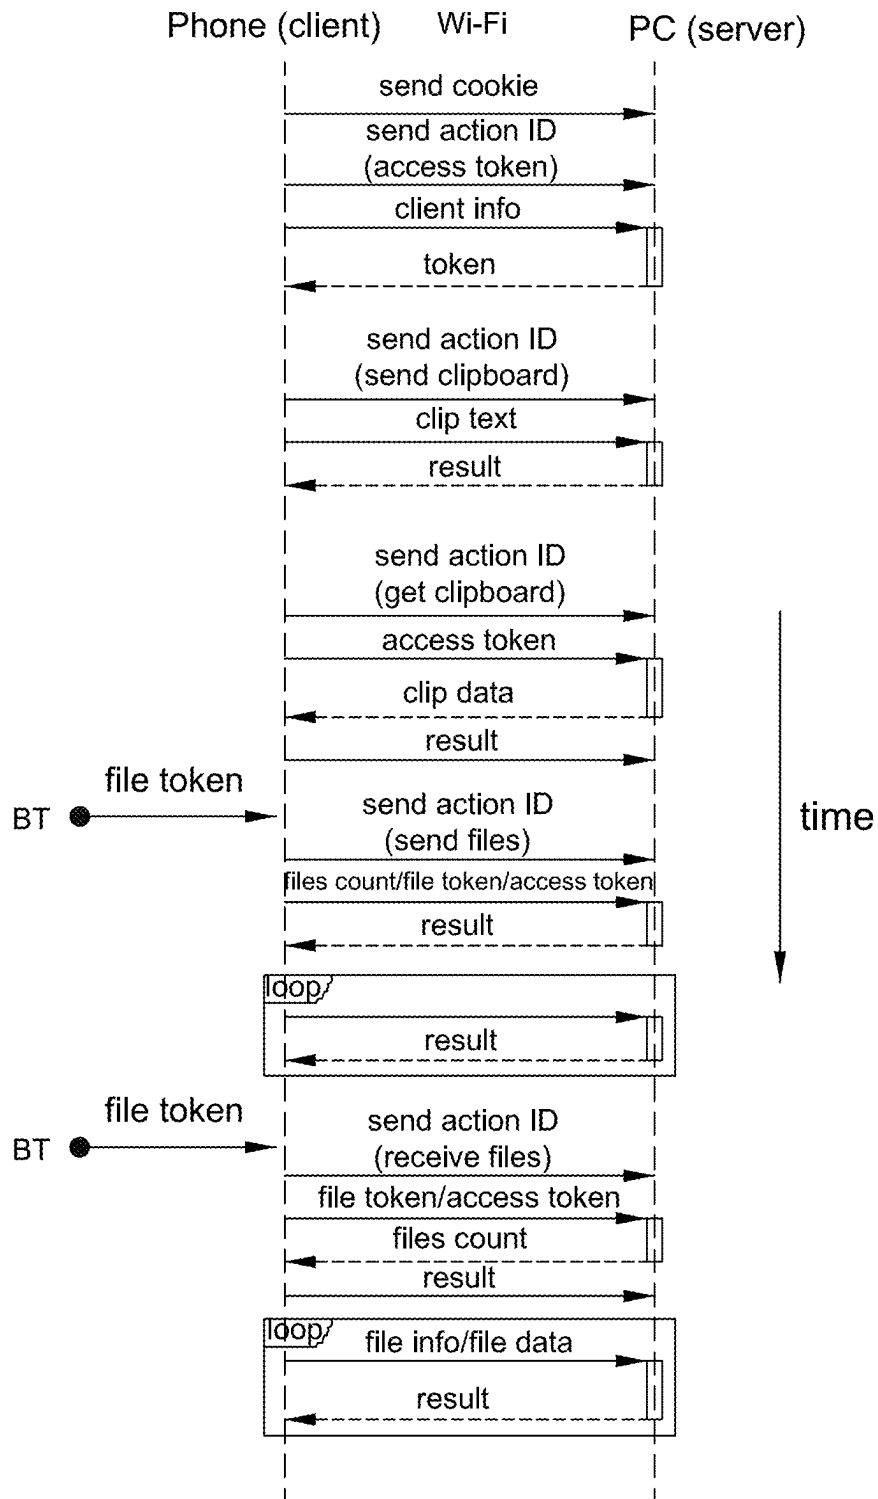 Phone (client) Wi-Fi PC (server)
send cookie
send action ID
(access token)
client info
token
send action ID
(send clipboard)
clip text
result
send action ID
(get clipboard)
access token
clip data
result
file token
BT
send action ID
(send files)
time
files count/file token/access token
result
loop
result
file token
BT
send action ID
(receive files)
file token/access token
files count
result
loop
file info/file data
result